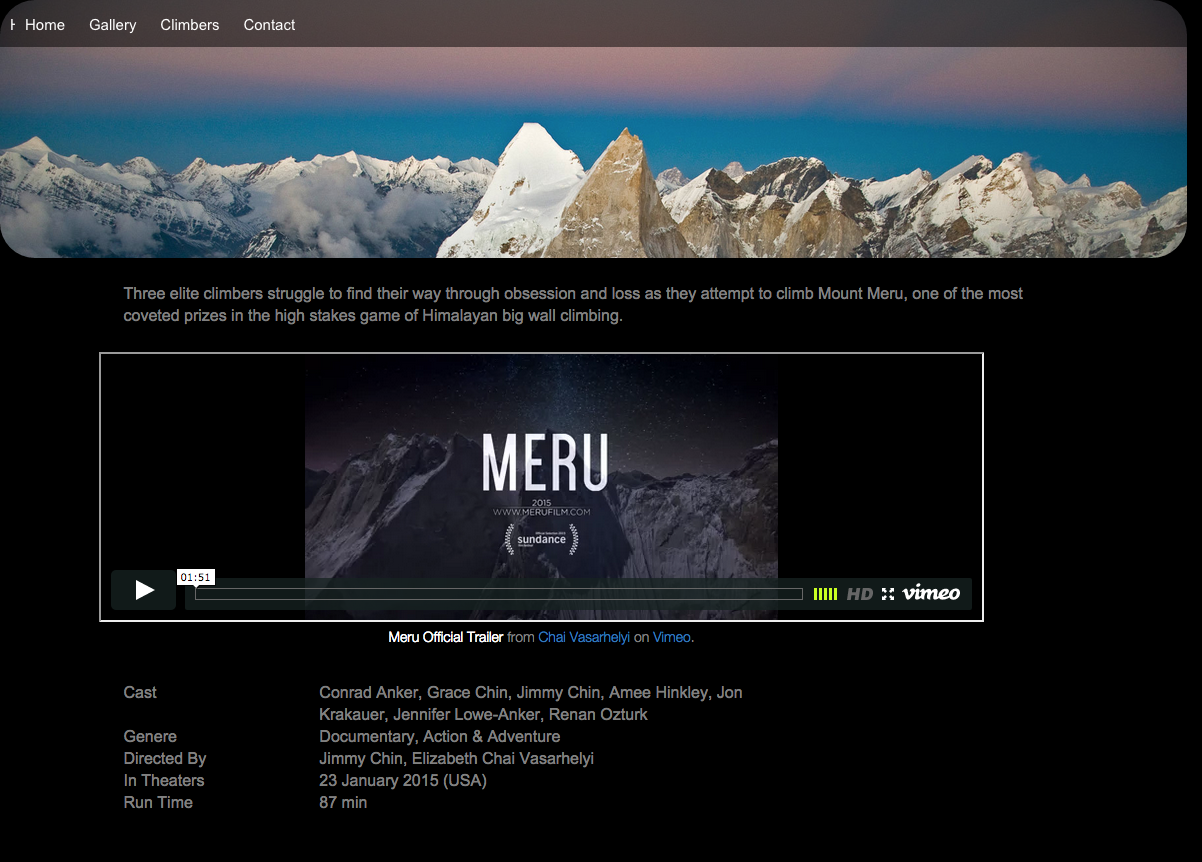 Home Gallery Climbers Contact
Three elite climbers struggle to find their way through obsession and loss as they attempt to climb Mount Meru, one of the most
coveted prizes in the high stakes game of Himalayan big wall climbing.
MERU
2015
WWW.MERUFILM.COM
sundance
01:51
HD vimeo
Meru Official Trailer from Chai Vasarhelyi on Vimeo.
Cast Conrad Anker, Grace Chin, Jimmy Chin, Amee Hinkley, Jon
Krakauer, Jennifer Lowe-Anker, Renan Ozturk
Genere Documentary, Action & Adventure
Directed By Jimmy Chin, Elizabeth Chai Vasarhelyi
In Theaters 23 January 2015 (USA)
Run Time 87 min